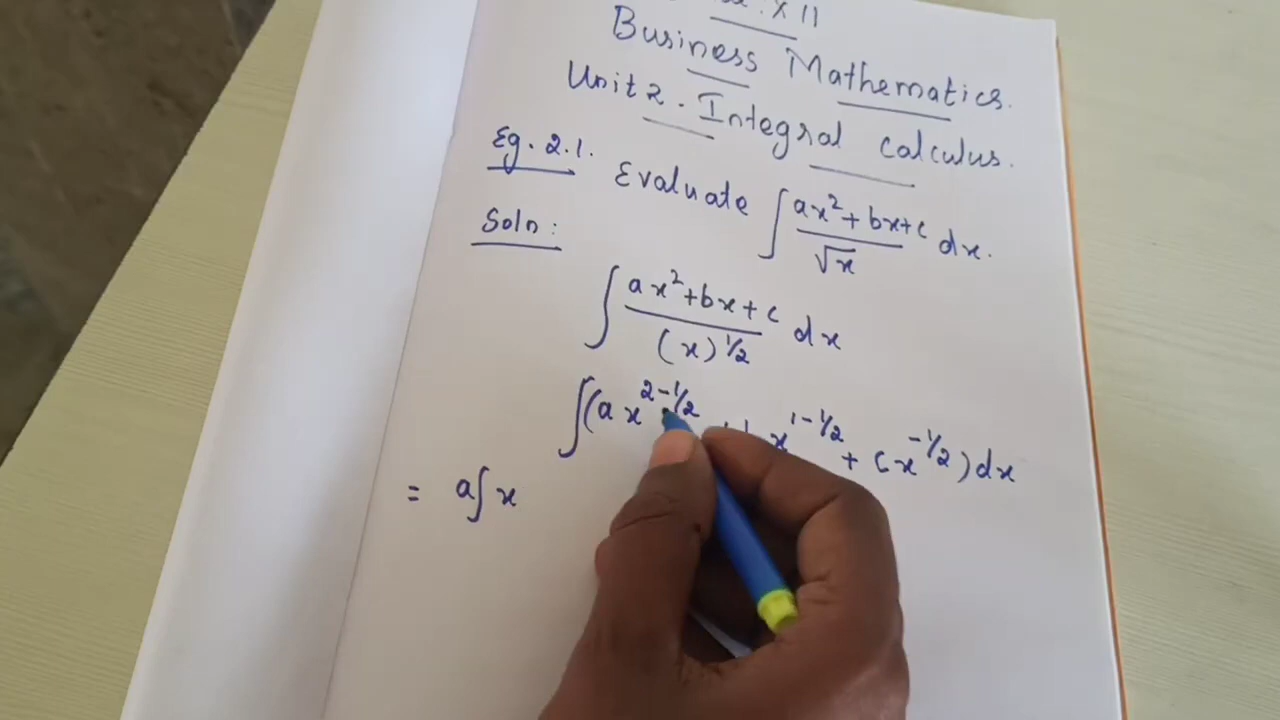 XII
Business Mathematics.
Unit 2. Integral Calculus.
Eg. 2.1. Evaluate ∫ (ax² + bx + c)/√x dx.
Soln:
∫ (ax² + bx + c)/(x)^1/2 dx
∫(a x^2-1/2 x^1-1/2 + c x^-1/2) dx
= a∫x